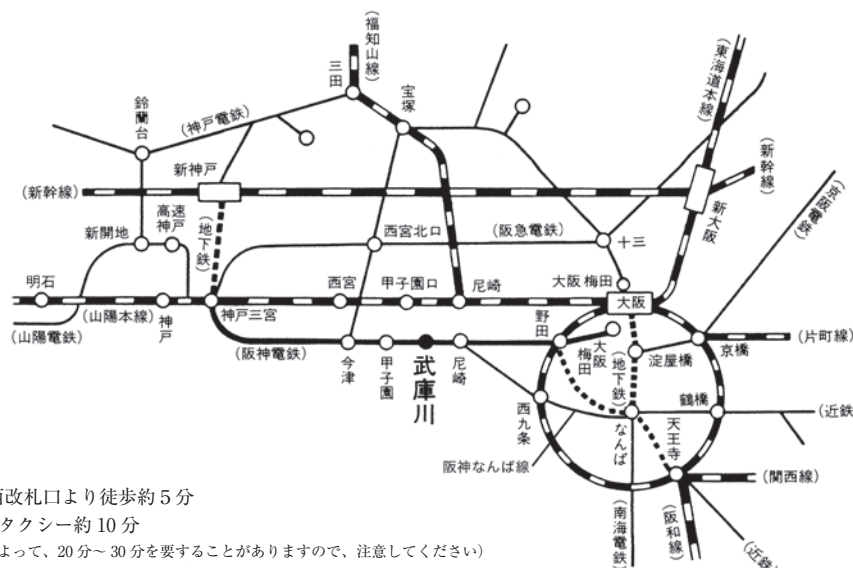 (福知山線)
三田
宝塚
(東海道本線)
鈴蘭台
(神戸電鉄)
新神戸
(新幹線)
(新幹線)
新大阪
(京阪電鉄)
高速神戸
新開地
(地下鉄)
西宮北口
(阪急電鉄)
十三
明石
西宮
甲子園口
尼崎
大阪梅田
大阪
(山陽本線)
神戸
神戸三宮
野田
(山陽電鉄)
(阪神電鉄)
今津
甲子園
武庫川
尼崎
大阪梅田
(地下鉄)
淀屋橋
京橋
(片町線)
西九条
なんば
鶴橋
天王寺
(近鉄
阪神なんば線
(関西線)
(南海電鉄)
(阪和線)
(近鉄)
改札口より徒歩約5分
タクシー約10分
よって、20分~30分を要することがありますので、注意してください)